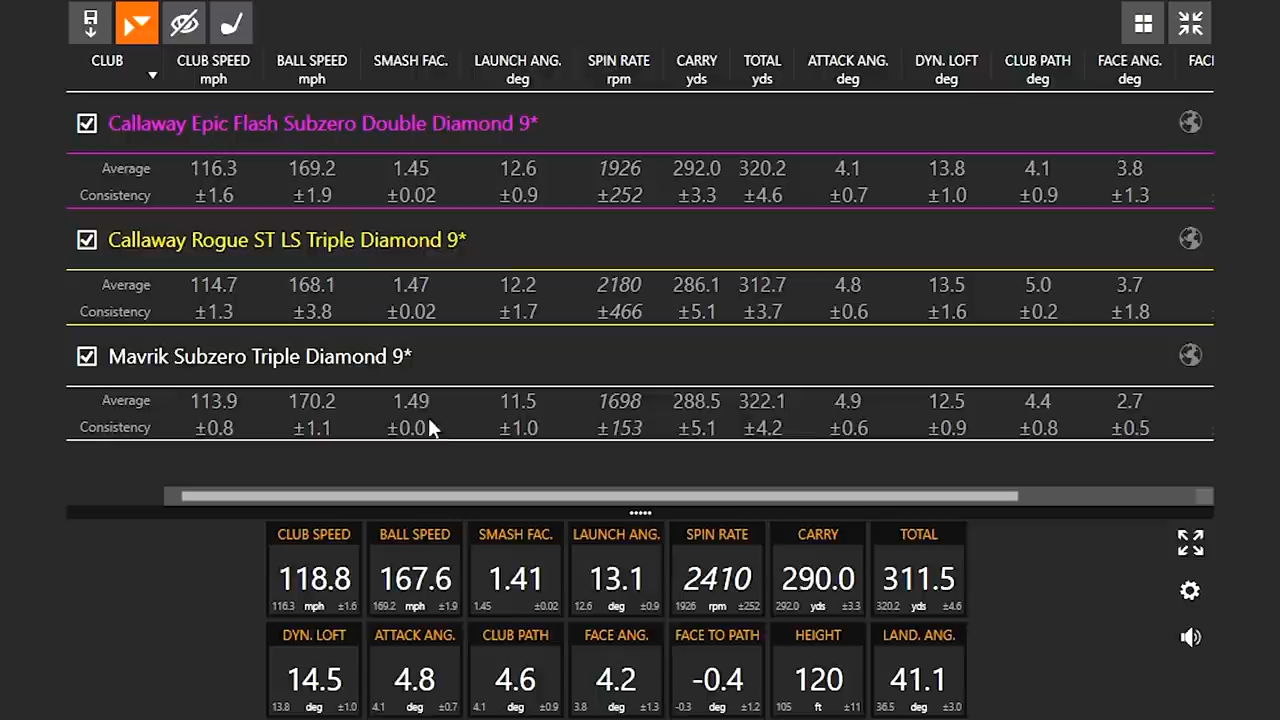 CLUB CLUB SPEED BALL SPEED SMASH FAC. LAUNCH ANG. SPIN RATE CARRY TOTAL ATTACK ANG. DYN. LOFT CLUB PATH FACE ANG. FACI
mph mph deg rpm yds yds deg deg deg deg
Callaway Epic Flash Subzero Double Diamond 9*
Average 116.3 169.2 1.45 12.6 1926 292.0 320.2 4.1 13.8 4.1 3.8
Consistency ±1.6 ±1.9 ±0.02 ±0.9 ±252 ±3.3 ±4.6 ±0.7 ±1.0 ±0.9 ±1.3
Callaway Rogue ST LS Triple Diamond 9*
Average 114.7 168.1 1.47 12.2 2180 286.1 312.7 4.8 13.5 5.0 3.7
Consistency ±1.3 ±3.8 ±0.02 ±1.7 ±466 ±5.1 ±3.7 ±0.6 ±1.6 ±0.2 ±1.8
Mavrik Subzero Triple Diamond 9*
Average 113.9 170.2 1.49 11.5 1698 288.5 322.1 4.9 12.5 4.4 2.7
Consistency ±0.8 ±1.1 ±0.0 ±1.0 ±153 ±5.1 ±4.2 ±0.6 ±0.9 ±0.8 ±0.5
CLUB SPEED BALL SPEED SMASH FAC. LAUNCH ANG. SPIN RATE CARRY TOTAL
118.8 167.6 1.41 13.1 2410 290.0 311.5
116.3 mph ±1.6 169.2 mph ±1.9 1.45 ±0.02 12.6 deg ±0.9 1926 rpm ±252 292.0 yds ±3.3 320.2 yds ±4.6
DYN. LOFT ATTACK ANG. CLUB PATH FACE ANG. FACE TO PATH HEIGHT LAND. ANG.
14.5 4.8 4.6 4.2 -0.4 120 41.1
13.8 deg ±1.0 4.1 deg ±0.7 4.1 deg ±0.9 3.8 deg ±1.3 -0.3 deg ±1.2 105 ft ±11 36.5 deg ±3.0